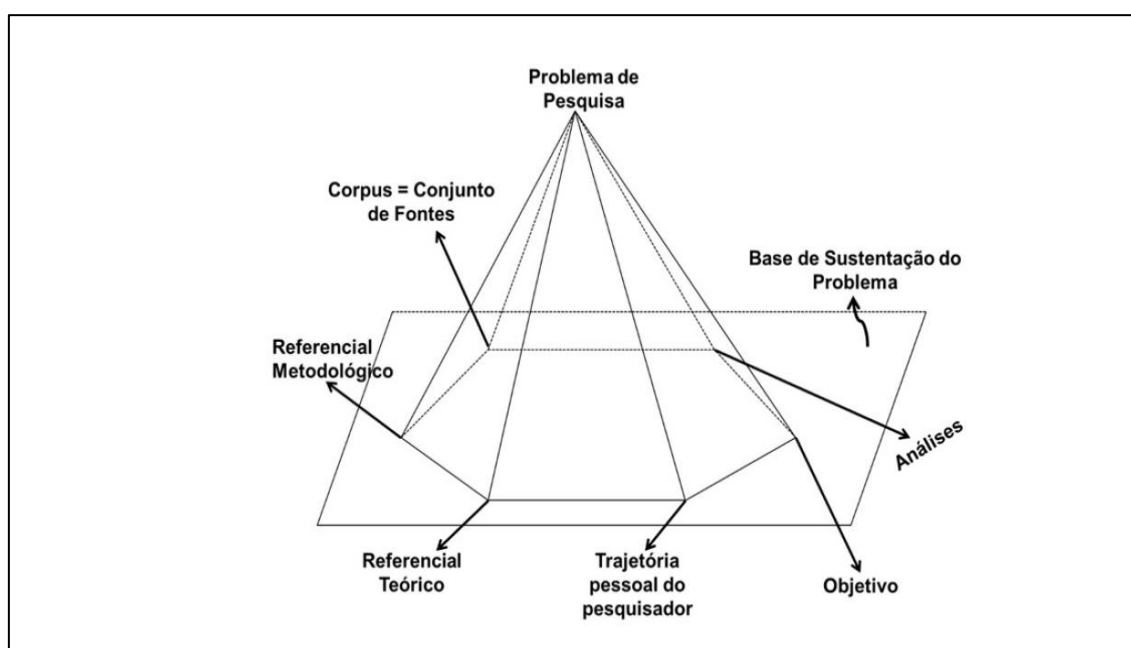 Problema de
Pesquisa
Corpus = Conjunto
de Fontes
Base de Sustentação do
Problema
Referencial
Metodológico
Análises
Referencial
Teórico
Trajetória
pessoal do
pesquisador
Objetivo